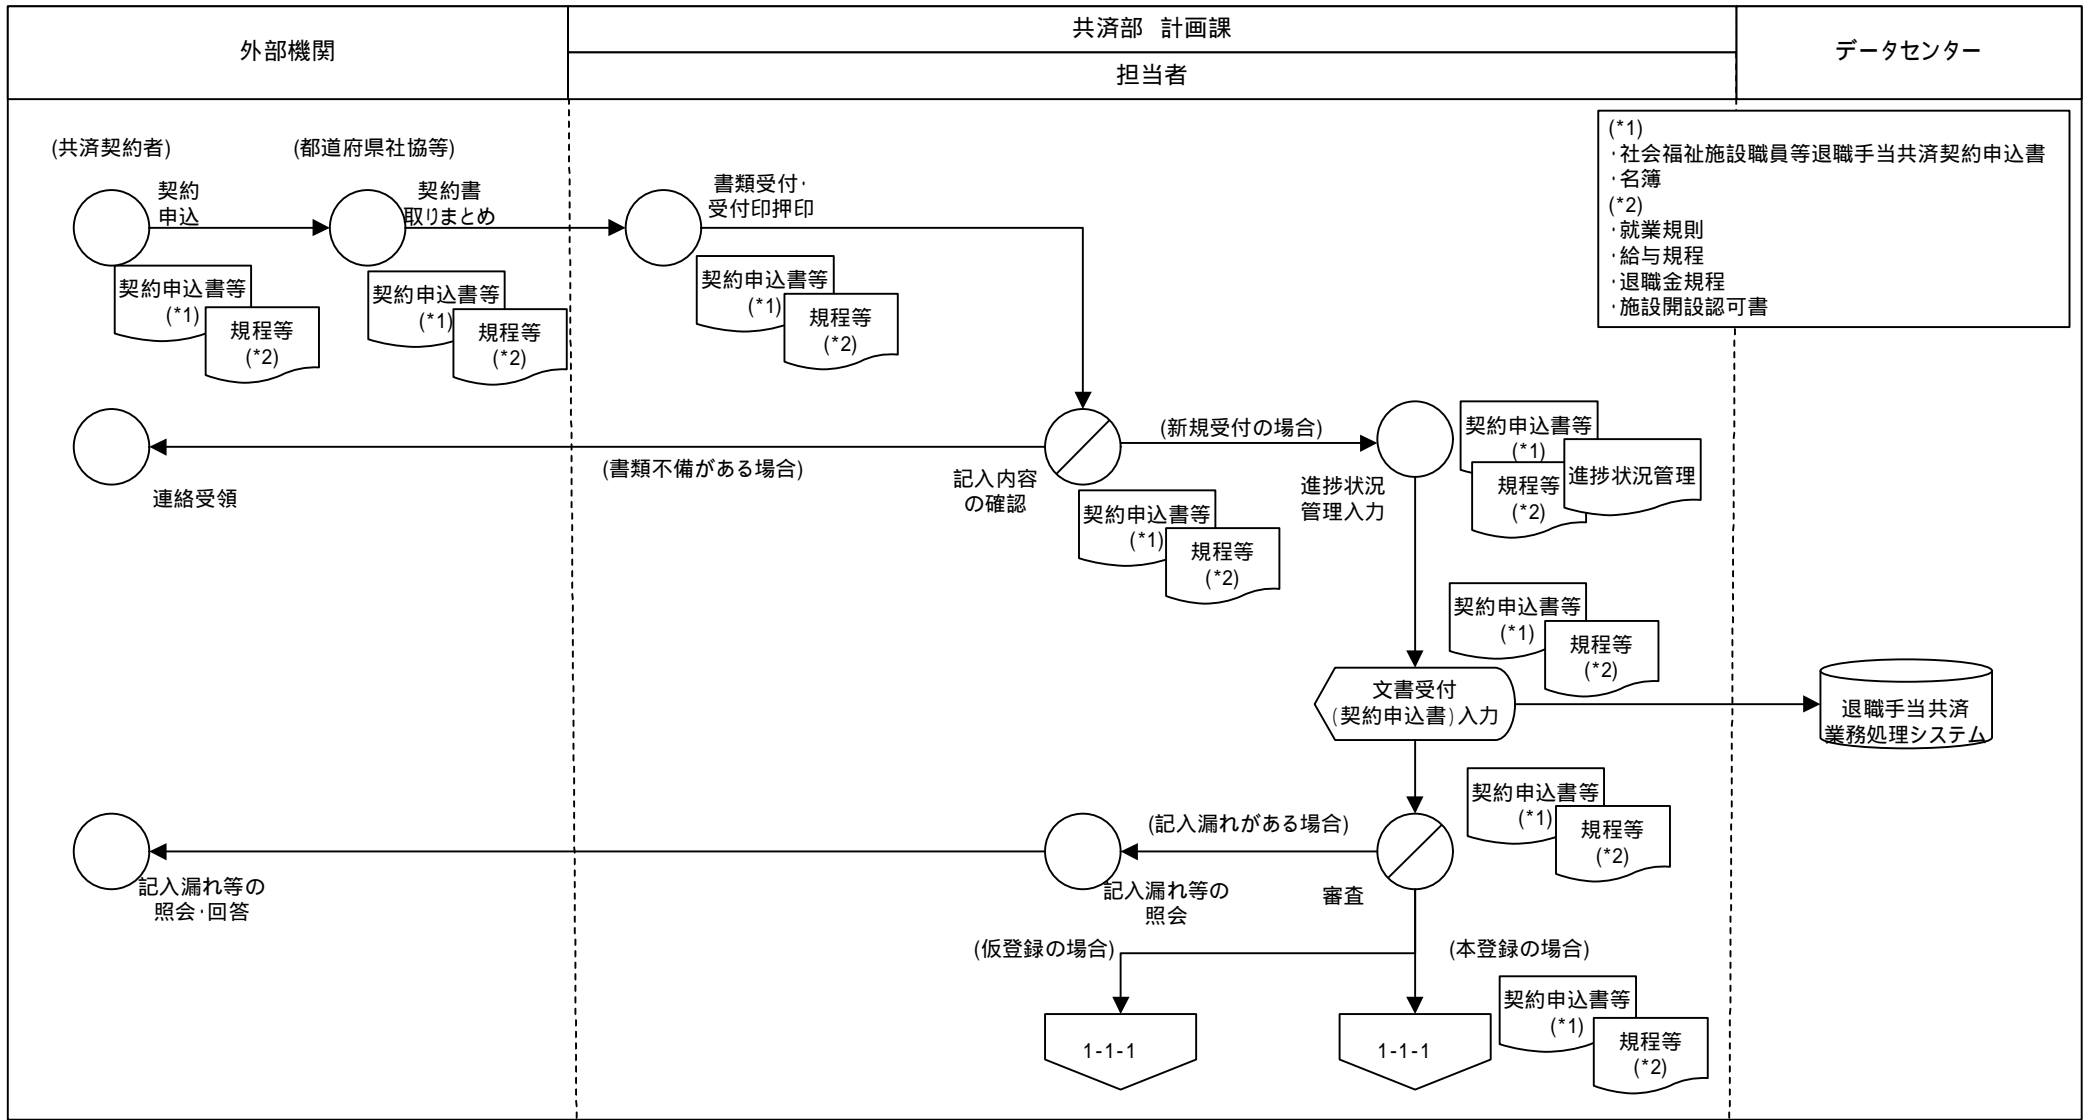 外部機関
共済部 計画課
担当者
データセンター
(*1)
･社会福祉施設職員等退職手当共済契約申込書
･名簿
(*2)
･就業規則
･給与規程
･退職金規程
･施設開設認可書
(共済契約者)
(都道府県社協等)
契約
申込
契約書
取りまとめ
書類受付･
受付印押印
契約申込書等
(*1)
規程等
(*2)
契約申込書等
(*1)
規程等
(*2)
契約申込書等
(*1)
規程等
(*2)
連絡受領
(書類不備がある場合)
記入内容
の確認
契約申込書等
(*1)
規程等
(*2)
(新規受付の場合)
進捗状況
管理入力
契約申込書等
(*1)
規程等
(*2)
進捗状況管理
契約申込書等
(*1)
規程等
(*2)
文書受付
(契約申込書)入力
退職手当共済
業務処理システム
契約申込書等
(*1)
規程等
(*2)
(記入漏れがある場合)
審査
記入漏れ等の
照会
記入漏れ等の
照会･回答
(仮登録の場合)
(本登録の場合)
1-1-1
1-1-1
契約申込書等
(*1)
規程等
(*2)